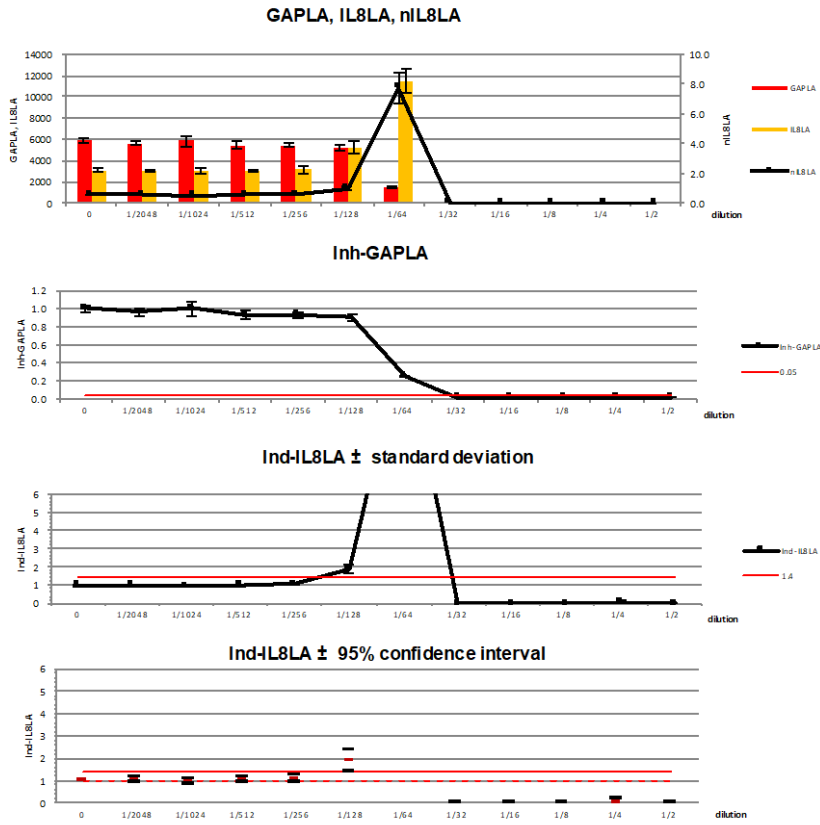 GAPLA, IL8LA, nIL8LA
14000
12000
10000
8000
6000
4000
2000
0
GAPLA, IL8LA
10.0
8.0
6.0
4.0
2.0
0.0
nIL8LA
GAPLA
IL8LA
nIL8LA
0 1/2048 1/1024 1/512 1/256 1/128 1/64 1/32 1/16 1/8 1/4 1/2 dilution
Inh-GAPLA
1.2
1.0
0.8
0.6
0.4
0.2
0.0
Inh-GAPLA
Inh-GAPLA
0.05
0 1/2048 1/1024 1/512 1/256 1/128 1/64 1/32 1/16 1/8 1/4 1/2 dilution
Ind-IL8LA ± standard deviation
6
5
4
3
2
1
0
Ind-IL8LA
Ind-IL8LA
1.4
0 1/2048 1/1024 1/512 1/256 1/128 1/64 1/32 1/16 1/8 1/4 1/2 dilution
Ind-IL8LA ± 95% confidence interval
6
5
4
3
2
1
0
Ind-IL8LA
0 1/2048 1/1024 1/512 1/256 1/128 1/64 1/32 1/16 1/8 1/4 1/2 dilution